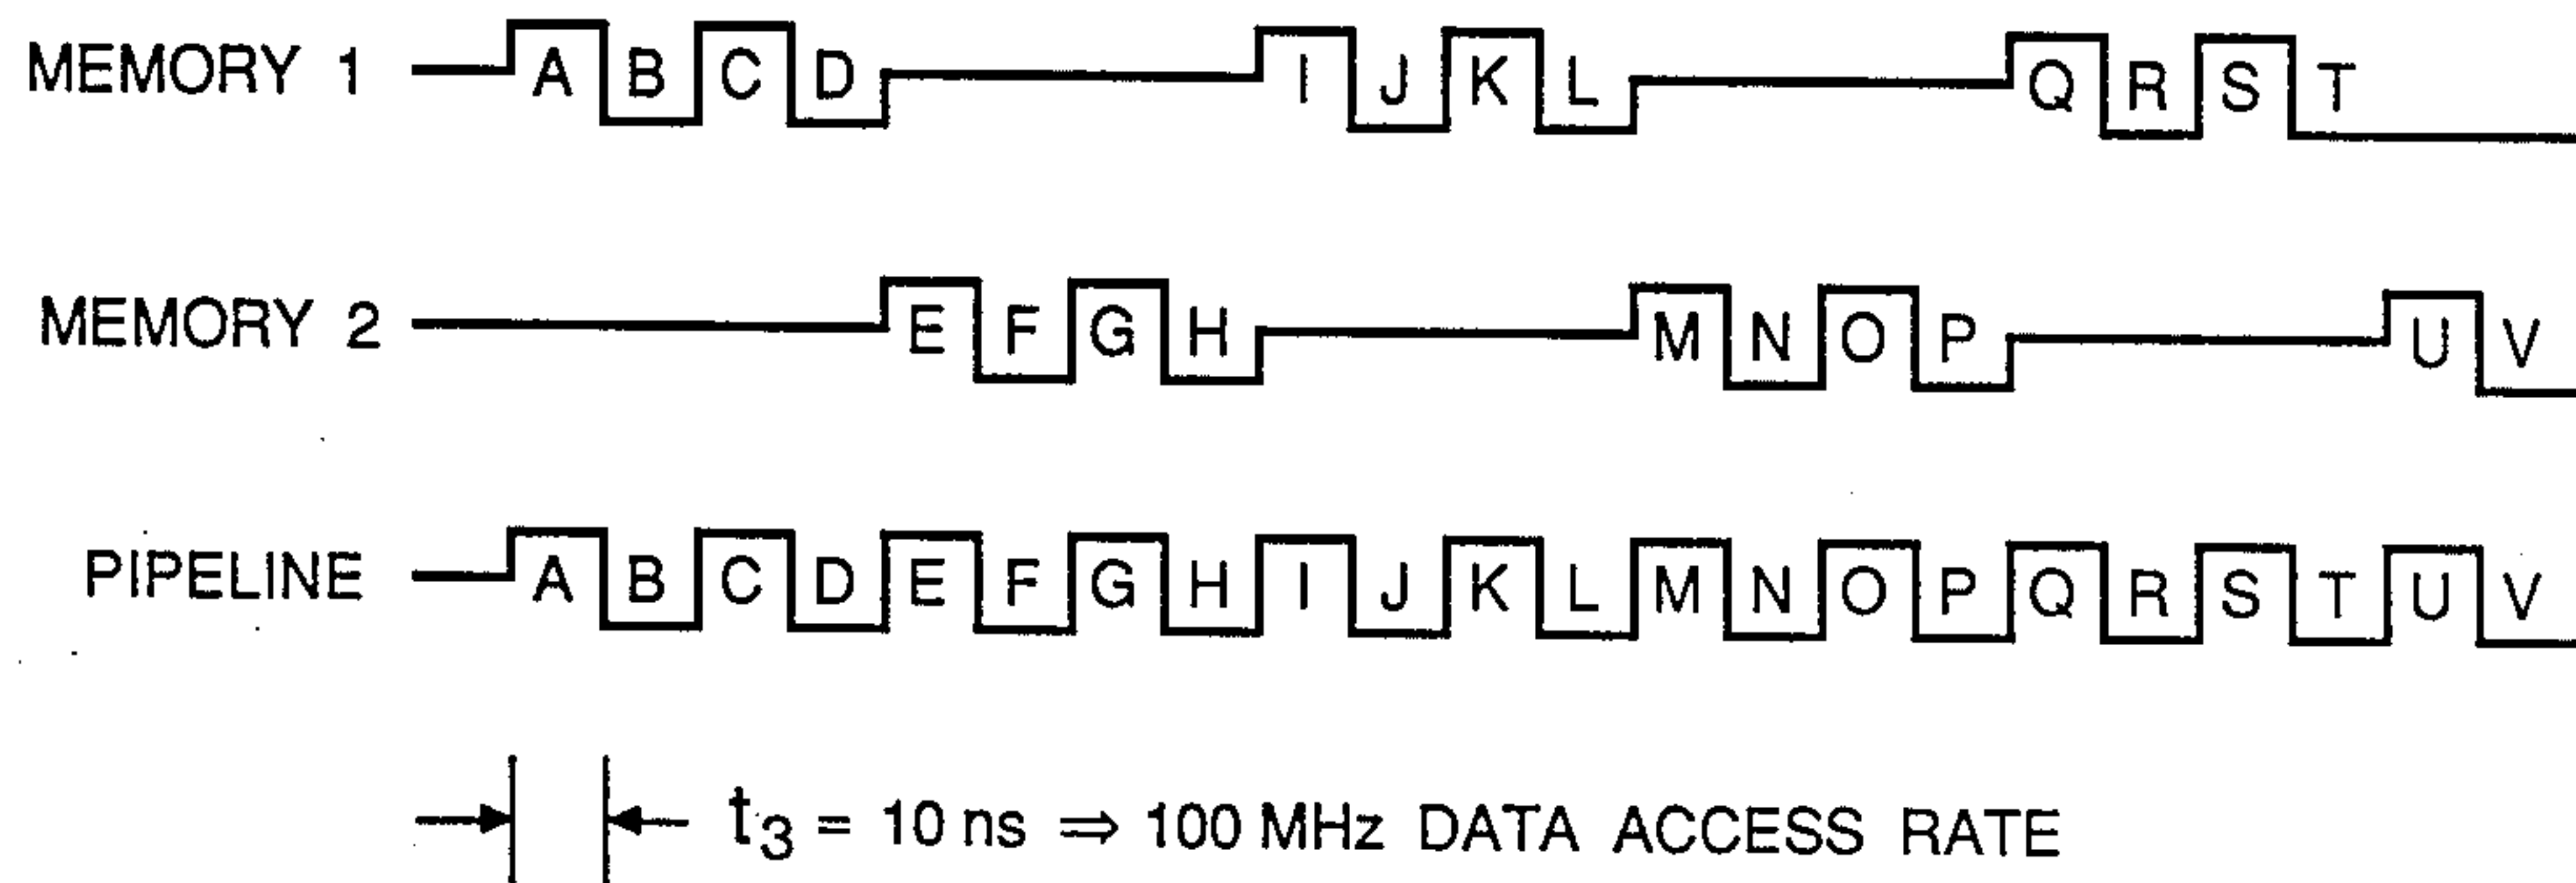 MEMORY 1 A B C D I J K L Q R S T
MEMORY 2 E F G H M N O P U V
PIPELINE A B C D E F G H I J K L M N O P Q R S T U V
t3 = 10 ns ⇒ 100 MHz DATA ACCESS RATE